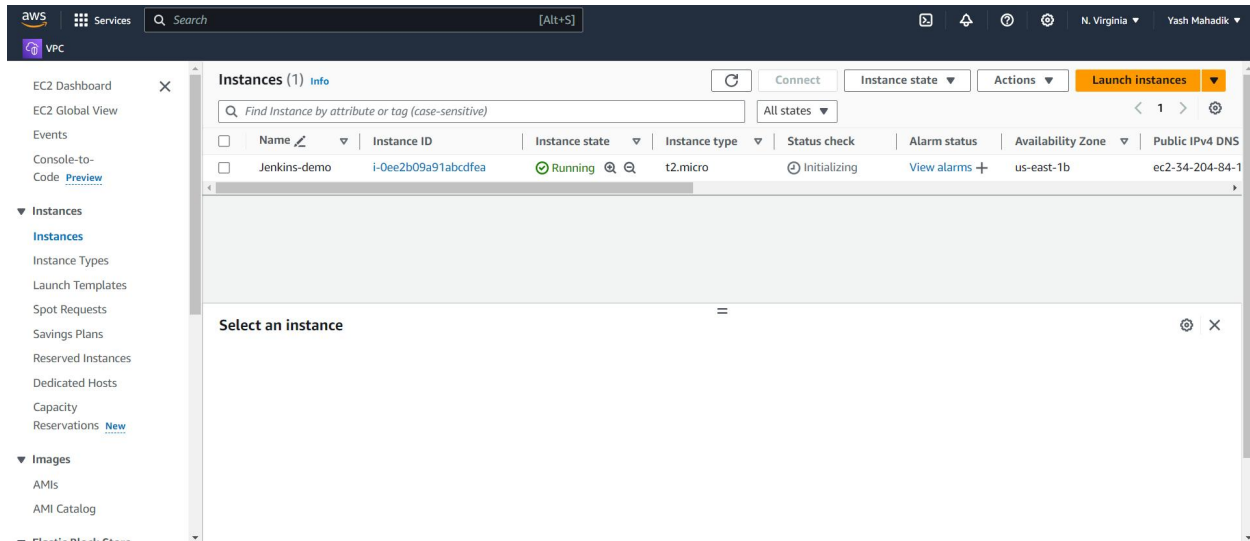 aws Services Search [Alt+S] N. Virginia Yash Mahadik
VPC
EC2 Dashboard
EC2 Global View
Events
Console-to-
Code Preview
Instances
Instances
Instance Types
Launch Templates
Spot Requests
Savings Plans
Reserved Instances
Dedicated Hosts
Capacity
Reservations New
Images
AMIs
AMI Catalog
Elastic Block Store
Instances (1) Info Connect Instance state Actions Launch instances
Find Instance by attribute or tag (case-sensitive) All states 1
Name Instance ID Instance state Instance type Status check Alarm status Availability Zone Public IPv4 DNS
Jenkins-demo i-0ee2b09a91abcdfea Running t2.micro Initializing View alarms us-east-1b ec2-34-204-84-1
Select an instance